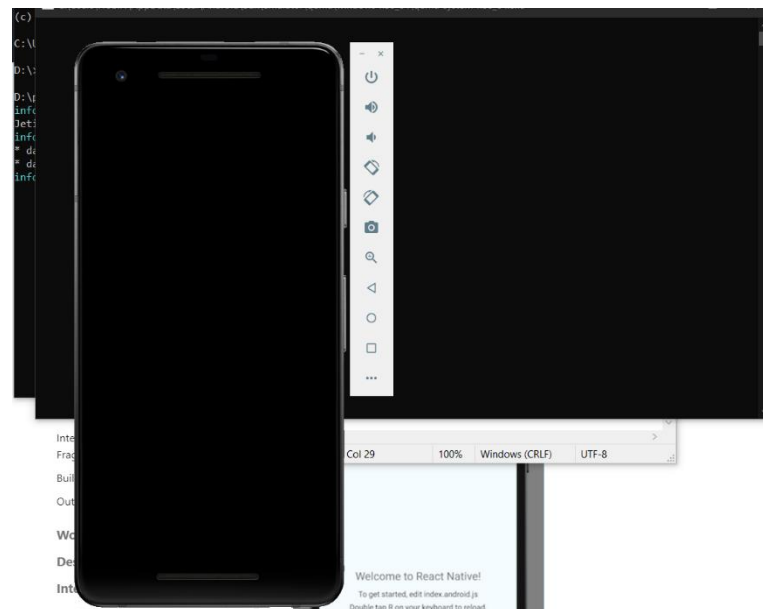 (c)
C:\U
D:\>
D:\p
info
Jeti
info
* da
* da
info
Inte
Frag
Col 29
100%
Windows (CRLF)
UTF-8
Buil
Out
Wo
Des
Inte
Welcome to React Native!
To get started, edit index.android.js
Double tap R on your keyboard to reload,